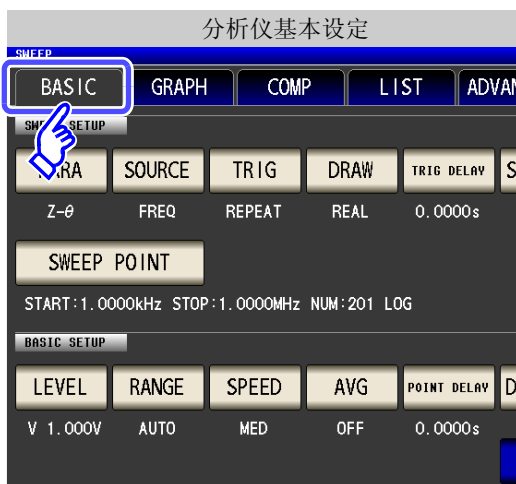 分析仪基本设定
SWEEP
BASIC GRAPH COMP LIST
SETUP
SOURCE TRIG DRAW TRIG DELAY
Z-θ FREQ REPEAT REAL 0.0000s
SWEEP POINT
START:1.0000kHz STOP:1.0000MHz NUM:201 LOG
BASIC SETUP
LEVEL RANGE SPEED AVG POINT DELAY
V 1.000V AUTO MED OFF 0.0000s